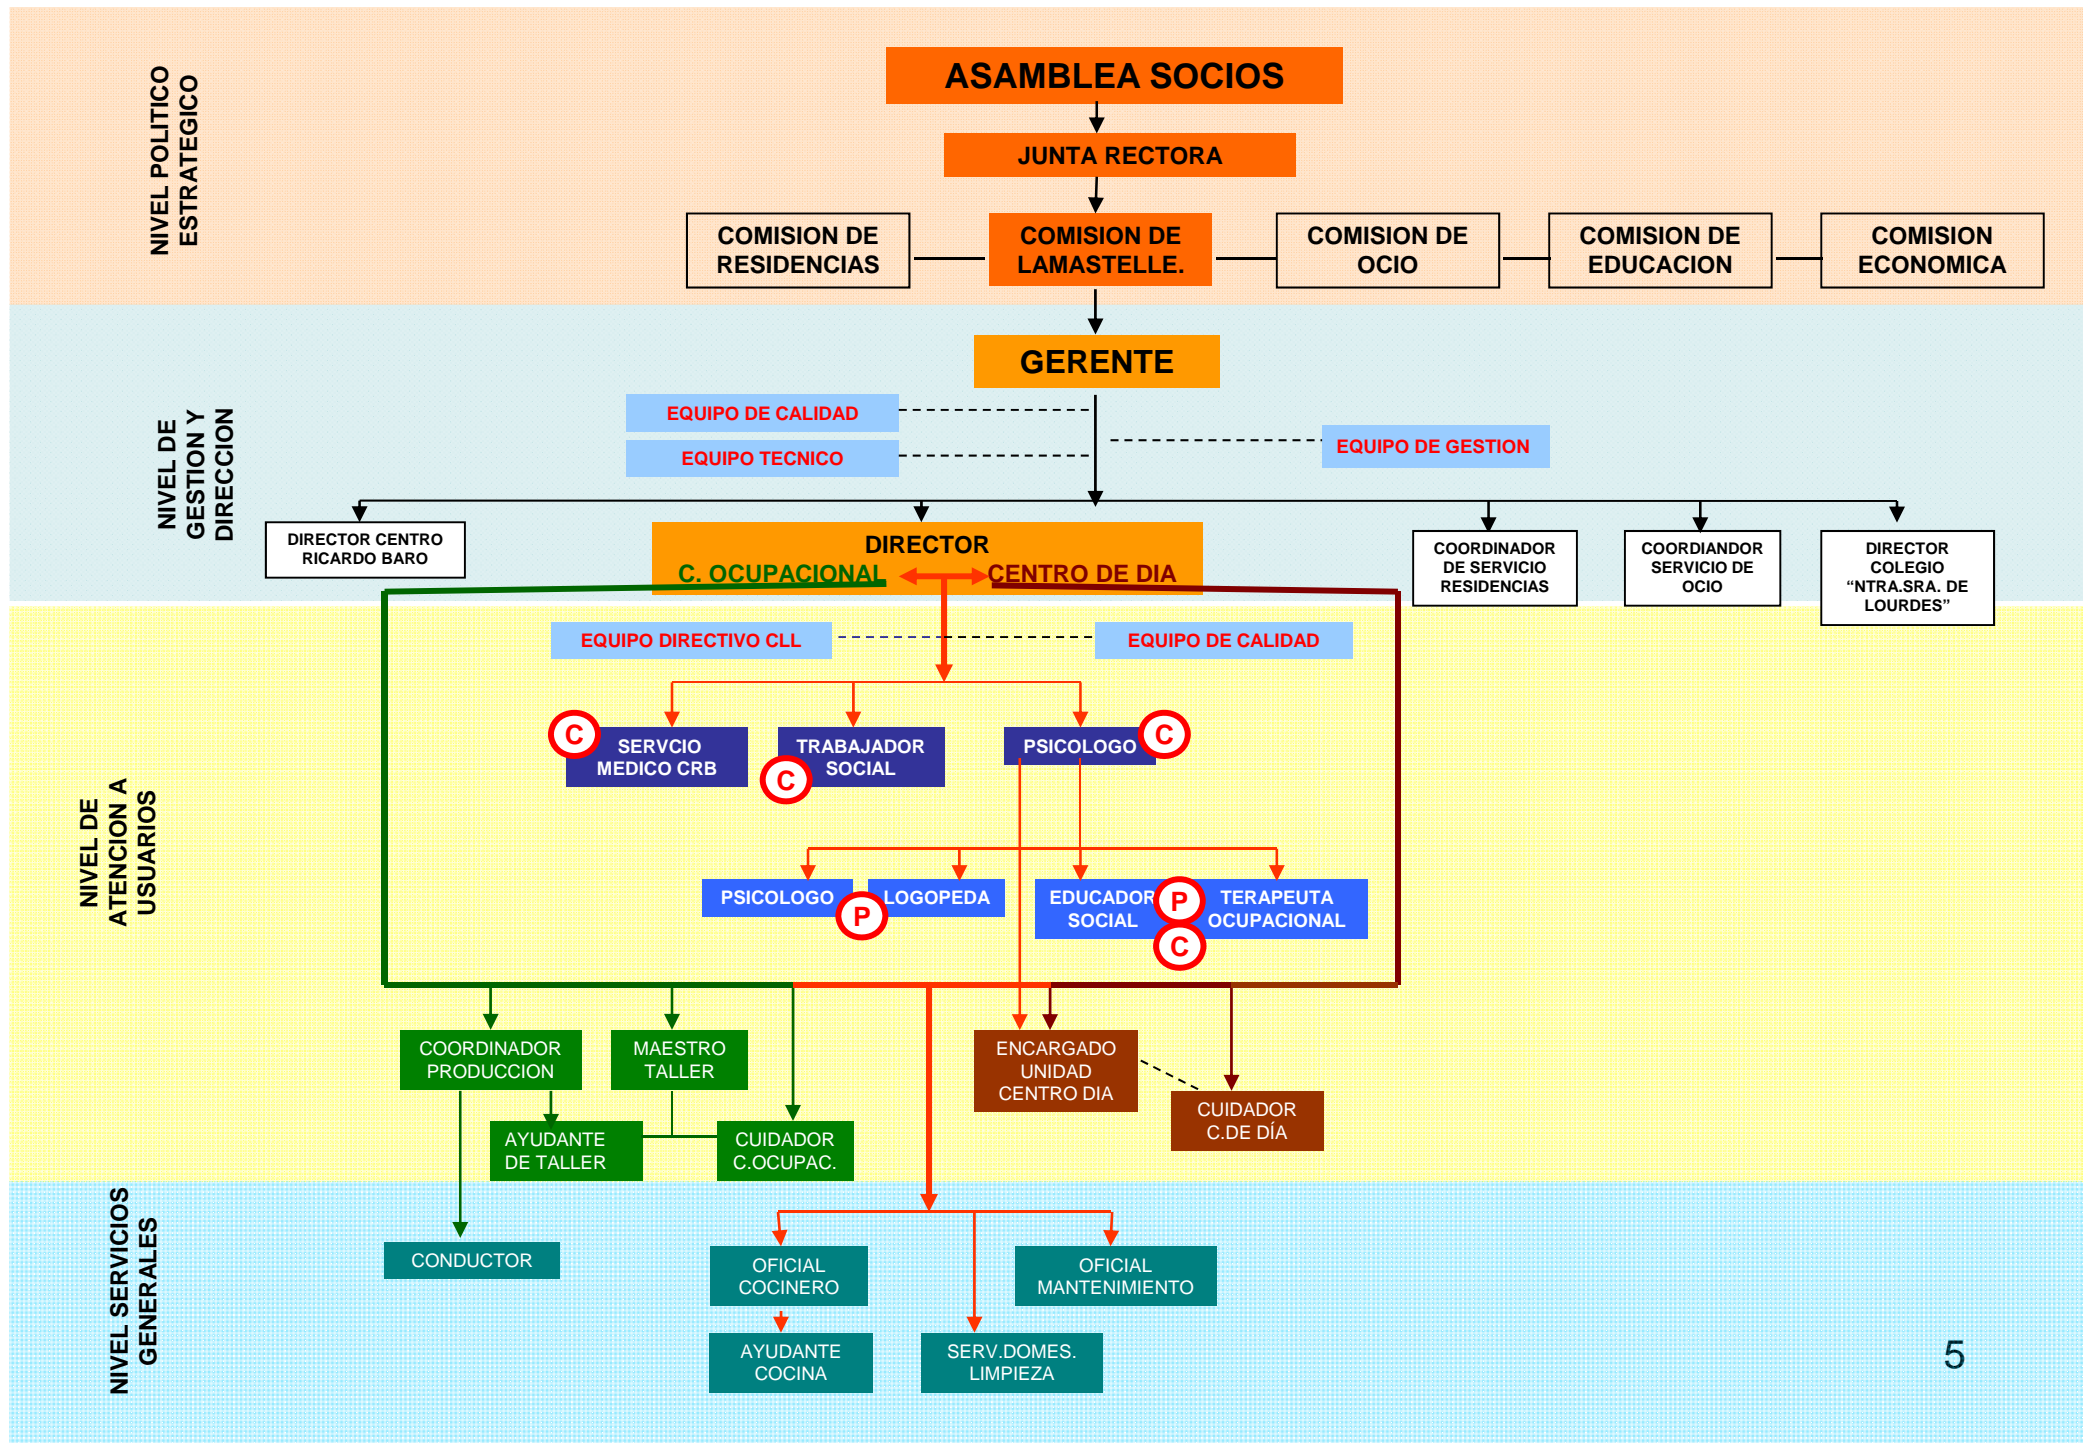 NIVEL POLITICO
ESTRATEGICO
ASAMBLEA SOCIOS
JUNTA RECTORA
COMISION DE
RESIDENCIAS
COMISION DE
LAMASTELLE.
COMISION DE
OCIO
COMISION DE
EDUCACION
COMISION
ECONOMICA
NIVEL DE
GESTION Y
DIRECCION
GERENTE
EQUIPO DE CALIDAD
EQUIPO TECNICO
EQUIPO DE GESTION
DIRECTOR CENTRO
RICARDO BARO
DIRECTOR
C. OCUPACIONAL
CENTRO DE DIA
COORDINADOR
DE SERVICIO
RESIDENCIAS
COORDIANDOR
SERVICIO DE
OCIO
DIRECTOR
COLEGIO
“NTRA.SRA. DE
LOURDES”
NIVEL DE
ATENCION A
USUARIOS
EQUIPO DIRECTIVO CLL
EQUIPO DE CALIDAD
C
SERVCIO
MEDICO CRB
TRABAJADOR
SOCIAL
C
PSICOLOGO
C
PSICOLOGO
P
LOGOPEDA
EDUCADOR
SOCIAL
P
C
TERAPEUTA
OCUPACIONAL
COORDINADOR
PRODUCCION
MAESTRO
TALLER
ENCARGADO
UNIDAD
CENTRO DIA
CUIDADOR
C.DE DÍA
AYUDANTE
DE TALLER
CUIDADOR
C.OCUPAC.
NIVEL SERVICIOS
GENERALES
CONDUCTOR
OFICIAL
COCINERO
OFICIAL
MANTENIMIENTO
AYUDANTE
COCINA
SERV.DOMES.
LIMPIEZA
5